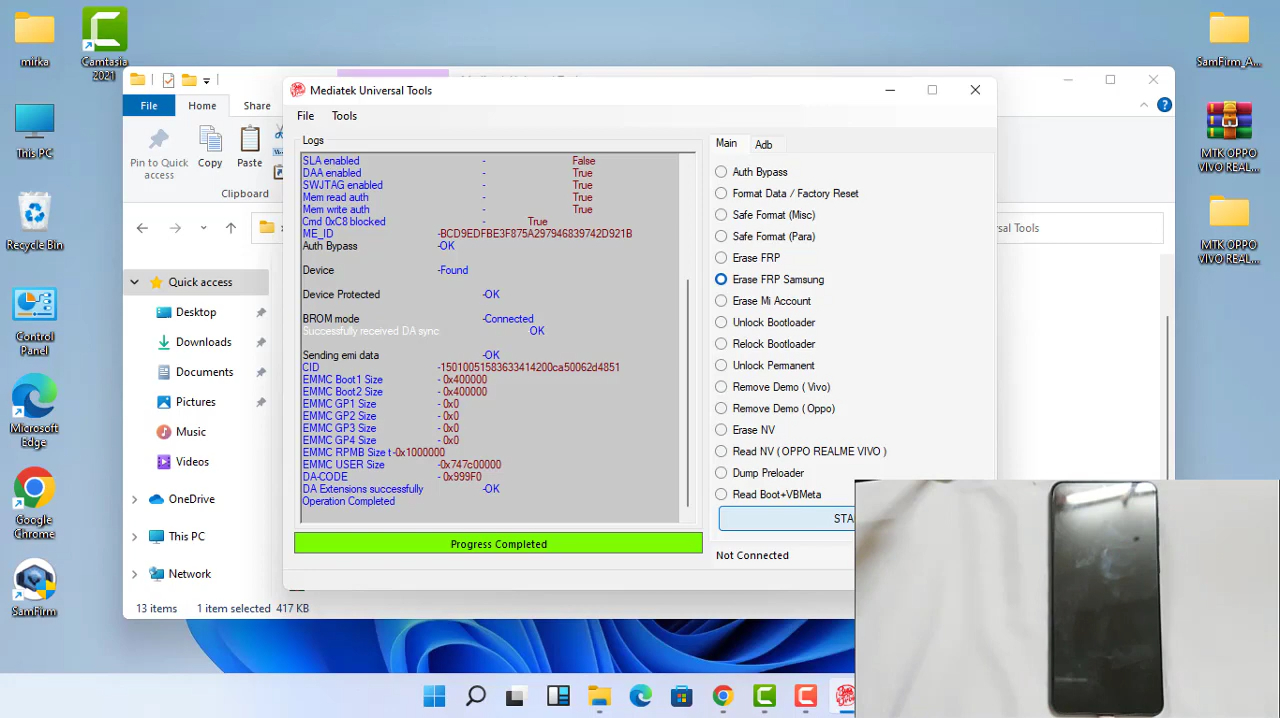 mifka
Camtasia
2021
This PC
Recycle Bin
Control
Panel
Microsoft
Edge
Google
Chrome
SamFirm
SamFirm_A...
MTK OPPO
VIVO REAL...
MTK OPPO
VIVO REAL...
File
Home
Share
Pin to Quick
access
Copy
Paste
Clipboard
Quick access
Desktop
Downloads
Documents
Pictures
Music
Videos
OneDrive
This PC
Network
13 items
1 item selected 417 KB
sal Tools
Mediatek Universal Tools
File
Tools
Logs
SLA enabled - False
DAA enabled - True
SWJTAG enabled - True
Mem read auth - True
Mem write auth - True
Cmd 0xC8 blocked - True
ME_ID -BCD9EDFBE3F875A297946839742D921B
Auth Bypass -OK
Device -Found
Device Protected -OK
BROM mode -Connected
Successfully received DA sync OK
Sending emi data -OK
CID -1501005158363341420​0ca50062d4851
EMMC Boot1 Size - 0x400000
EMMC Boot2 Size - 0x400000
EMMC GP1 Size - 0x0
EMMC GP2 Size - 0x0
EMMC GP3 Size - 0x0
EMMC GP4 Size - 0x0
EMMC RPMB Size t -0x1000000
EMMC USER Size -0x747c00000
DA-CODE - 0x999F0
DA Extensions successfully -OK
Operation Completed
Progress Completed
Main
Adb
Auth Bypass
Format Data / Factory Reset
Safe Format (Misc)
Safe Format (Para)
Erase FRP
Erase FRP Samsung
Erase Mi Account
Unlock Bootloader
Relock Bootloader
Unlock Permanent
Remove Demo ( Vivo)
Remove Demo ( Oppo)
Erase NV
Read NV ( OPPO REALME VIVO )
Dump Preloader
Read Boot+VBMeta
STA
Not Connected